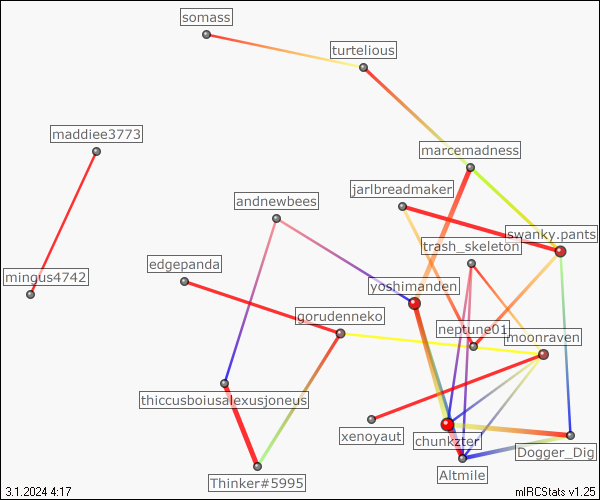 somass
turtelious
maddiee3773
marcemadness
jarlbreadmaker
andnewbees
swanky.pants
trash_skeleton
edgepanda
mingus4742
yoshimanden
gorudenneko
neptune01
moonraven
thiccusboiusalexusjoneus
xenoyaut
chunkzter
Dogger_Dig
Thinker#5995
Altmile
3.1.2024 4:17
mIRCStats v1.25